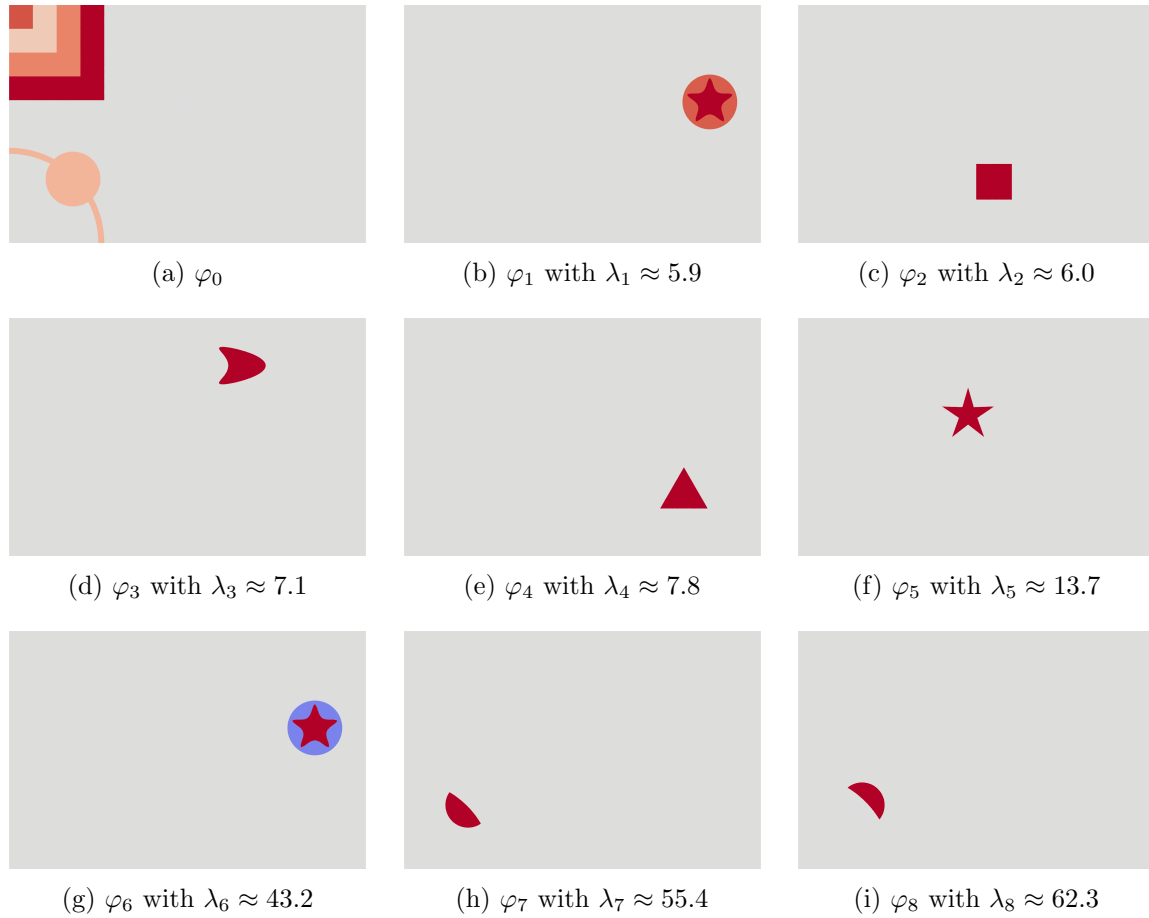 (a) φ₀
(b) φ₁ with λ₁ ≈ 5.9
(c) φ₂ with λ₂ ≈ 6.0
(d) φ₃ with λ₃ ≈ 7.1
(e) φ₄ with λ₄ ≈ 7.8
(f) φ₅ with λ₅ ≈ 13.7
(g) φ₆ with λ₆ ≈ 43.2
(h) φ₇ with λ₇ ≈ 55.4
(i) φ₈ with λ₈ ≈ 62.3